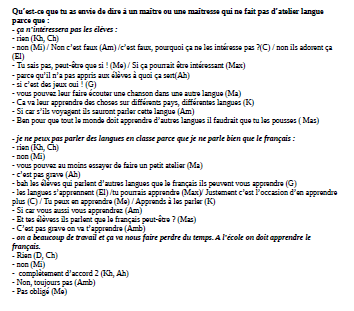 Qu'est-ce que tu as envie de dire à un maître ou une maîtresse qui ne fait pas d'atelier langue
parce que :
- ça n'intéressera pas les élèves :
- rien (Kh, Ch)
- non (Mi) / Non c'est faux (Am) /c'est faux, pourquoi ça ne les intéresse pas ?(C) / non ils adorent ça
(El)
- Tu sais pas, peut-être que si ! (Me) / Si ça pourrait être intéressant (Max)
- parce qu'il n'a pas appris aux élèves à quoi ça sert(Ah)
- si c'est des jeux oui ! (G)
- vous pouvez leur faire écouter une chanson dans une autre langue (Ma)
- Ca va leur apprendre des choses sur différents pays, différentes langues (K)
- Si car s'ils voyagent ils sauront parler cette langue (Am)
- Ben pour que tout le monde doit apprendre d'autres langues il faudrait que tu les pousses ( Mas)
- je ne peux pas parler des langues en classe parce que je ne parle bien que le français :
- rien (Kh, Ch)
- non (Mi)
- vous pouvez au moins essayer de faire un petit atelier (Ma)
- c'est pas grave (Ah)
- bah les élèves qui parlent d'autres langues que le français ils peuvent vous apprendre (G)
- les langues s'apprennent (El) /tu pourrais apprendre (Max)/ Justement c'est l'occasion d'en apprendre
plus (C) / Tu peux en apprendre (Me) / Apprends à les parler (K)
- Si car vous aussi vous apprendrez (Am)
- Et tes élèvess ils parlent que le français peut-être ? (Mas)
- C'est pas grave on va t'apprendre (Amb)
- on a beaucoup de travail et ça va nous faire perdre du temps. A l'école on doit apprendre le
français.
- Rien (D, Ch)
- non (Mi)
- complètement d'accord 2 (Kh, Ah)
- Non, toujours pas (Amb)
- Pas obligé (Me)